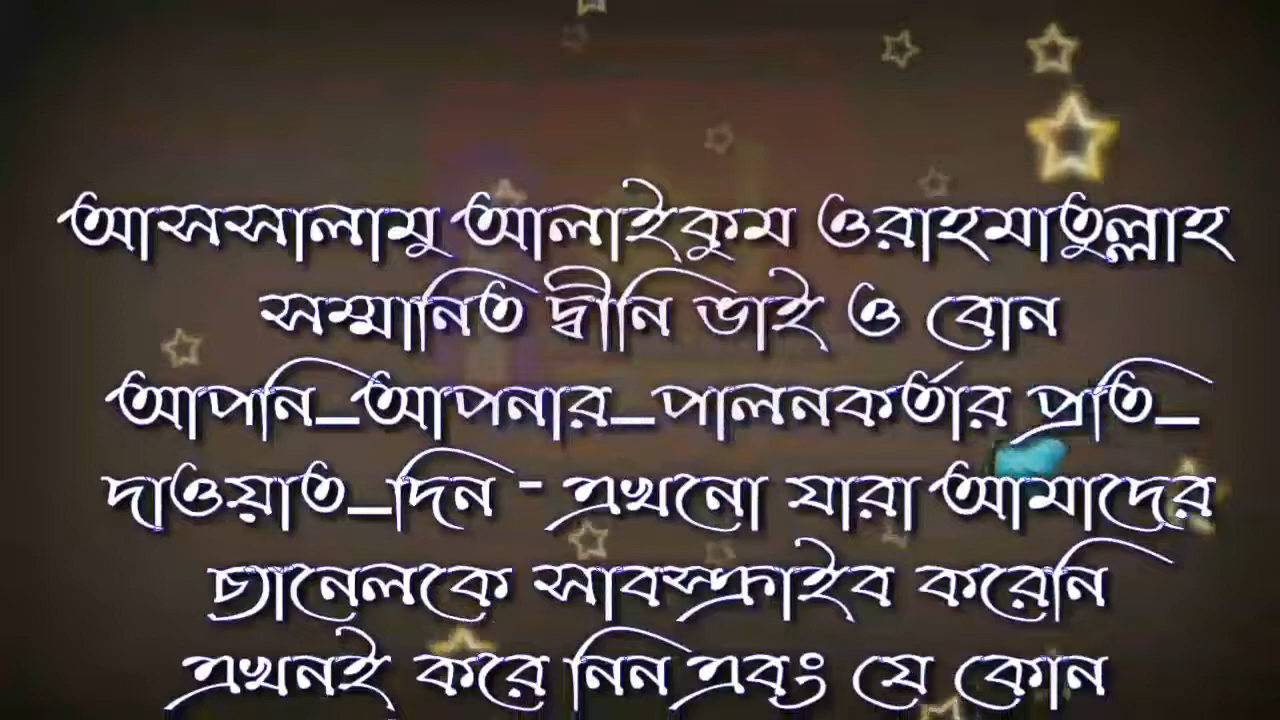 আসসালামু আলাইকুম ওরাহমাতুল্লাহ
সম্মানিত দ্বীনি ভাই ও বোন
আপনি_আপনার_পালনকর্তার প্রতি_
দাওয়াত_দিন - এখনো যারা আমাদের
চ্যানেলকে সাবস্ক্রাইব করেনি
এখনই করে নিন এবং যে কোন